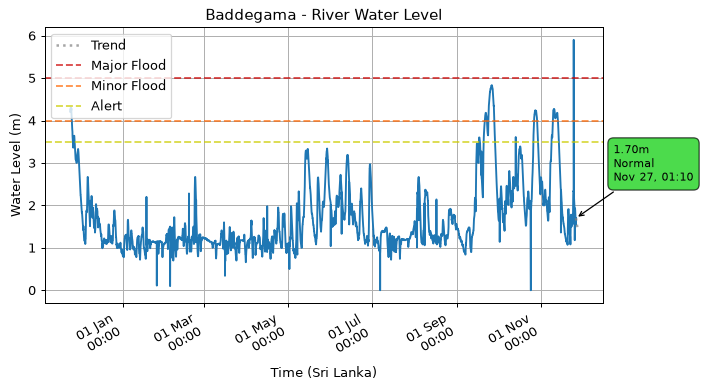 Baddegama - River Water Level
Trend
Major Flood
Minor Flood
Alert
6
5
4
3
2
1
0
Water Level (m)
1.70m
Normal
Nov 27, 01:10
01 Jan
00:00
01 Mar
00:00
01 May
00:00
01 Jul
00:00
01 Sep
00:00
01 Nov
00:00
Time (Sri Lanka)